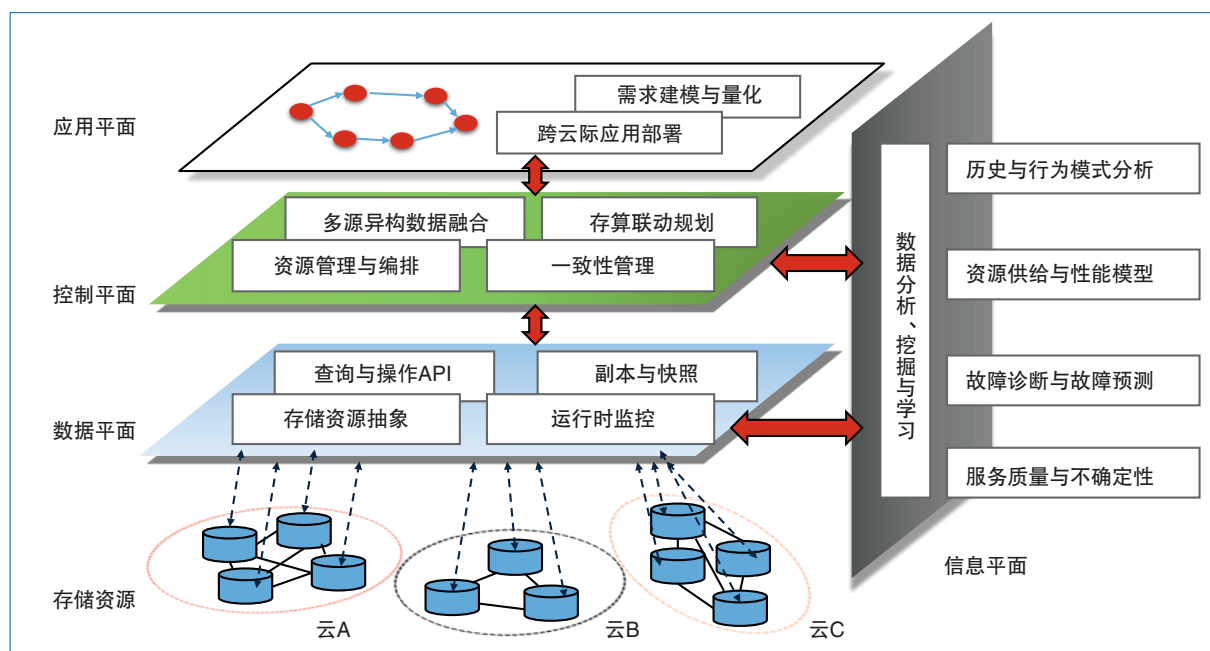 需求建模与量化
应用平面
跨云际应用部署
历史与行为模式分析
多源异构数据融合
存算联动规划
资源管理与编排
一致性管理
控制平面
资源供给与性能模型
数据分析、挖掘与学习
查询与操作API
副本与快照
故障诊断与故障预测
存储资源抽象
运行时监控
数据平面
服务质量与不确定性
信息平面
存储资源
云A
云B
云C